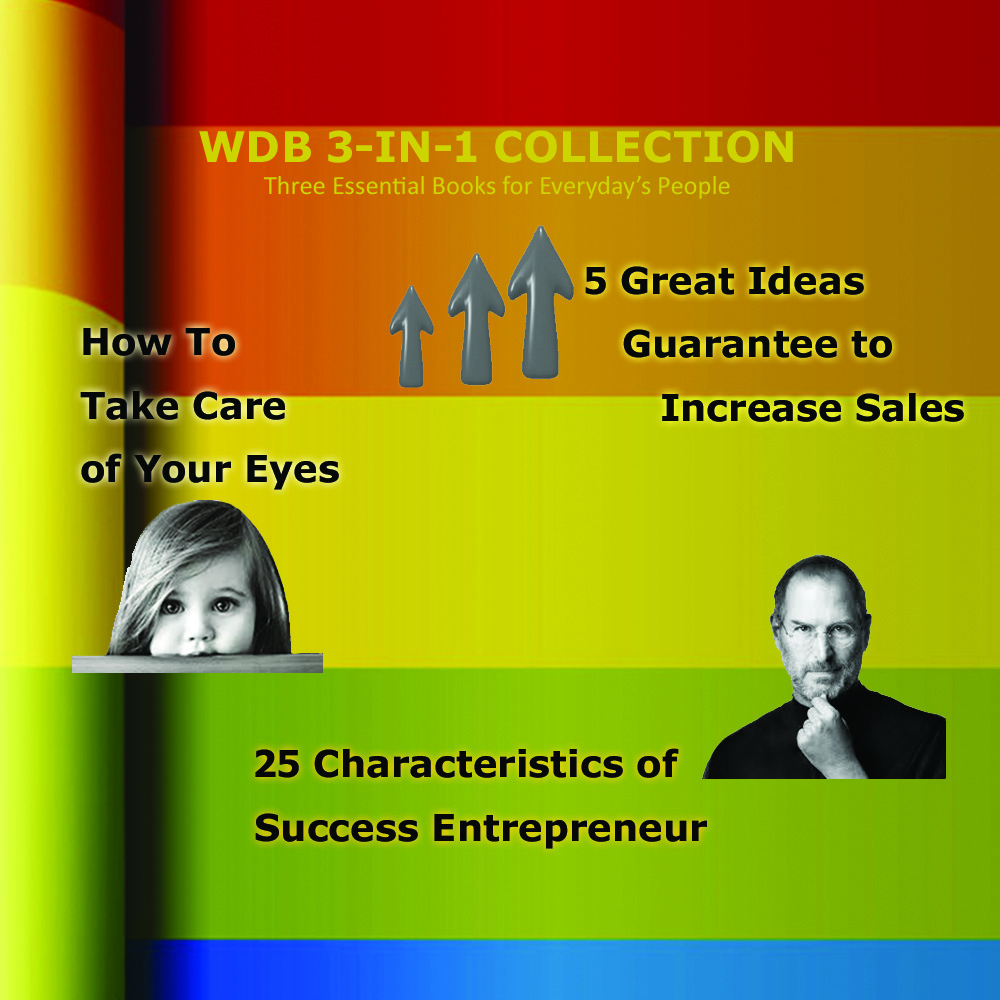 WDB 3-IN-1 COLLECTION
Three Essential Books for Everyday’s People
5 Great Ideas
Guarantee to
Increase Sales
How To
Take Care
of Your Eyes
25 Characteristics of
Success Entrepreneur